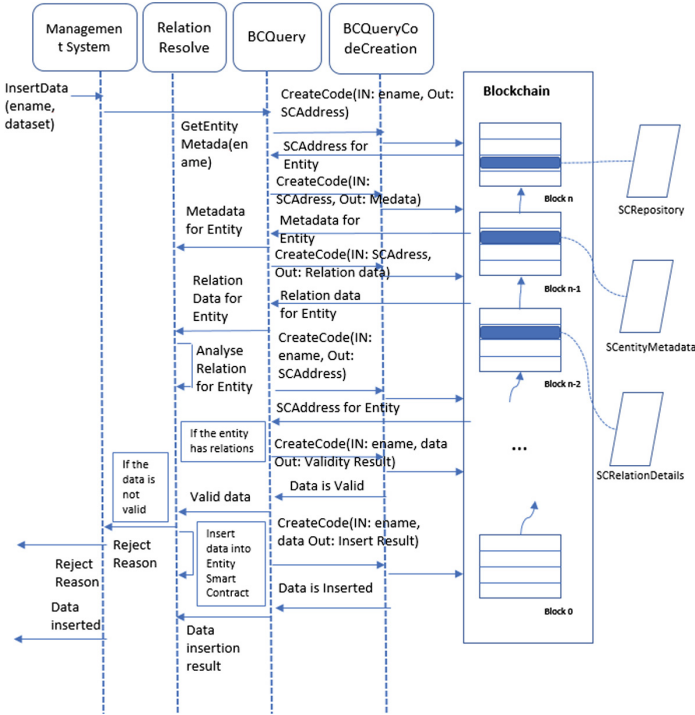 Managemen
t System
Relation
Resolve
BCQuery
BCQueryCo
deCreation
InsertData
(ename,
dataset)
CreateCode(IN: ename, Out:
SCAddress)
Blockchain
GetEntity
Metada(en
ame)
SCAddress for
Entity
CreateCode(IN:
SCAdress, Out: Medata)
Block n
SCRepository
Metadata
for Entity
Metadata for
Entity
CreateCode(IN: SCAdress,
Out: Relation data)
Block n-1
Relation
Data for
Entity
Relation data
for Entity
SCentityMetadata
Analyse
Relation
for Entity
CreateCode(IN:
ename, Out:
SCAddress)
Block n-2
SCAddress for Entity
If the entity
has relations
CreateCode(IN: ename, data
Out: Validity Result)
...
SCRelationDetails
If the
data is
not
valid
Data is Valid
Valid data
CreateCode(IN: ename,
data Out: Insert Result)
Reject
Reason
Reject
Reason
Insert
data into
Entity
Smart
Contract
Data is Inserted
Block 0
Data
inserted
Data
insertion
result